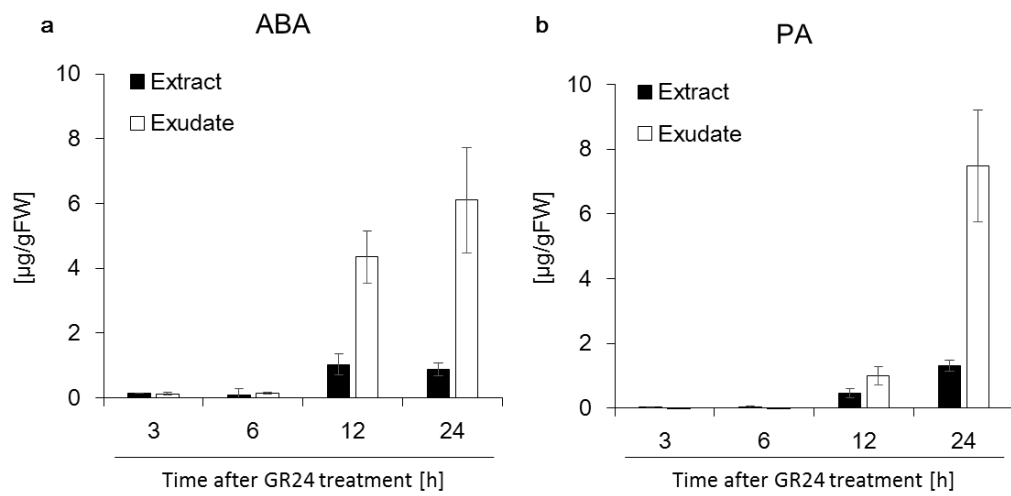 a
ABA
Extract
Exudate
10
8
6
4
2
0
[µg/gFW]
3 6 12 24
Time after GR24 treatment [h]
b
PA
Extract
Exudate
10
8
6
4
2
0
[µg/gFW]
3 6 12 24
Time after GR24 treatment [h]